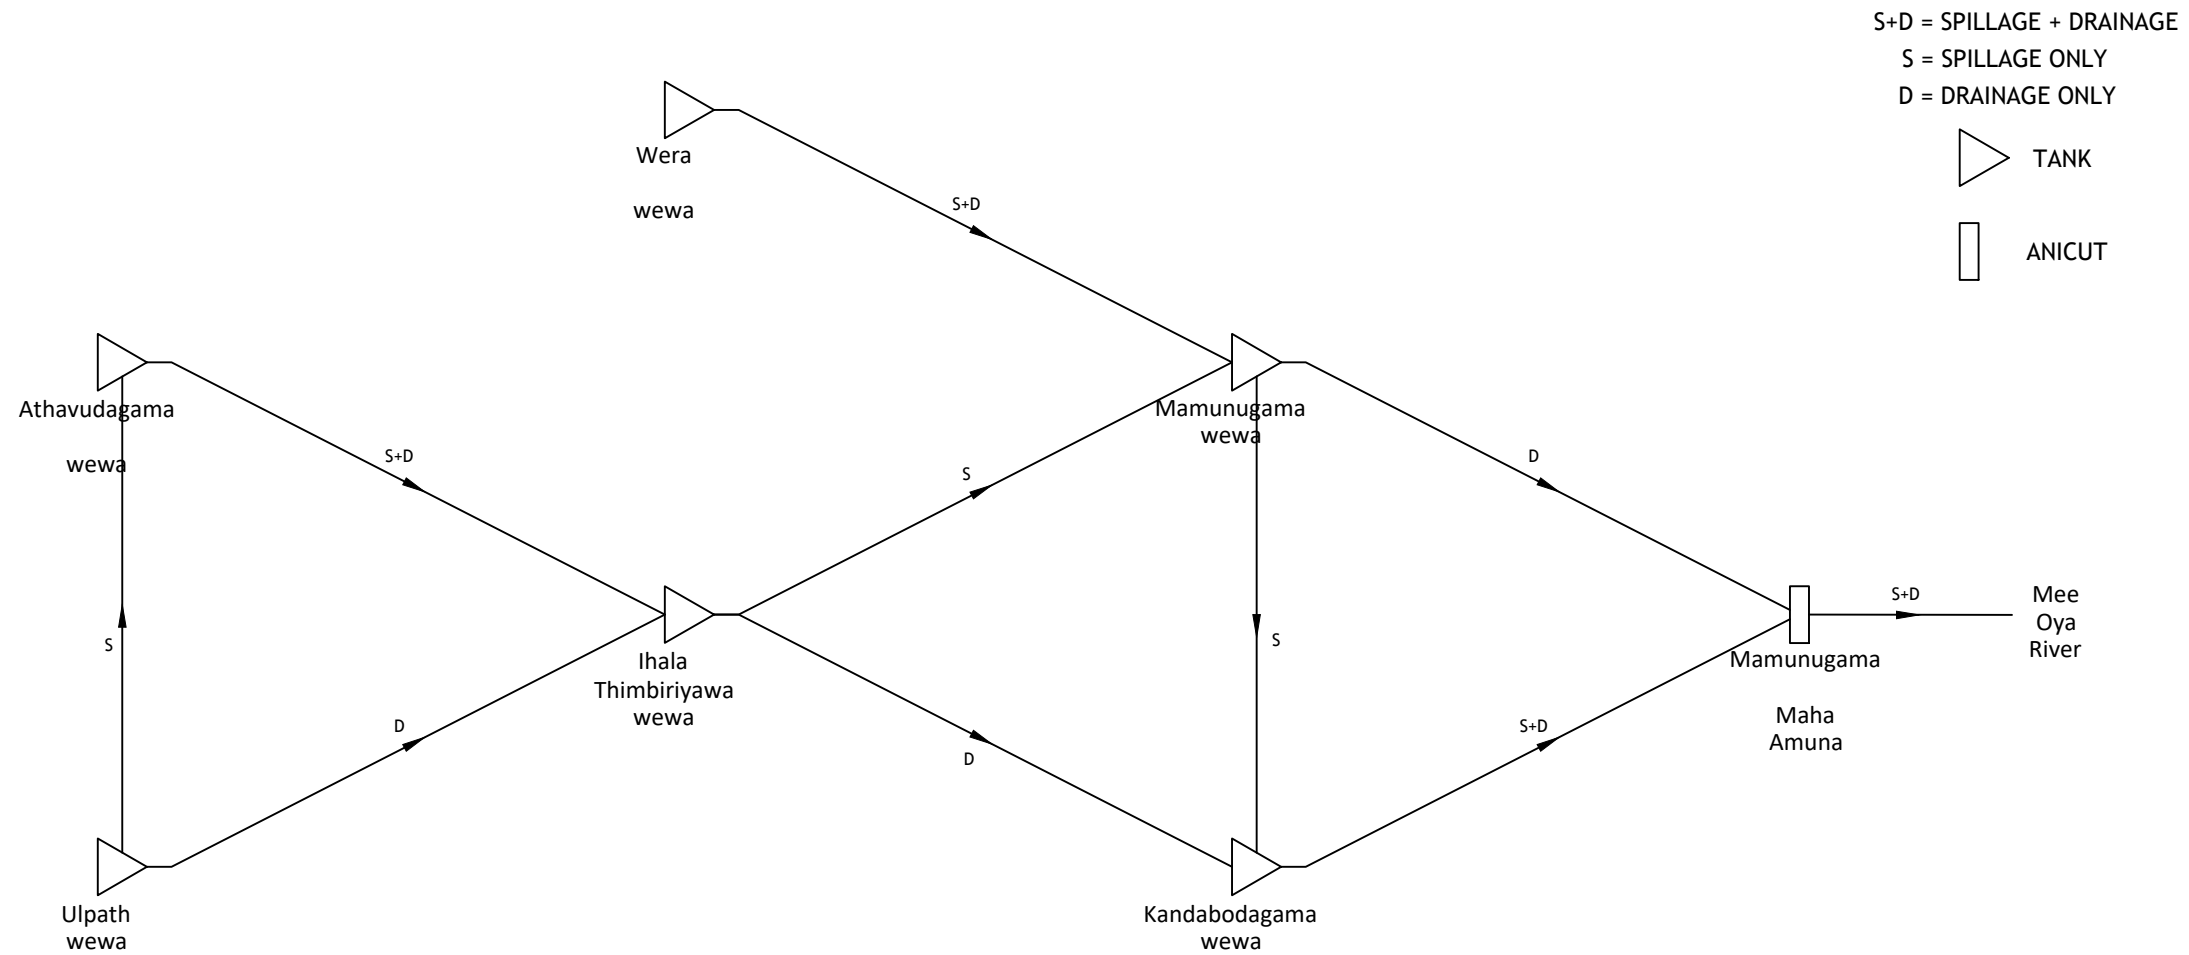 S+D = SPILLAGE + DRAINAGE
S = SPILLAGE ONLY
D = DRAINAGE ONLY
TANK
ANICUT
Wera
wewa
S+D
Athavudagama
wewa
S+D
S
Mamunugama
wewa
S
D
S
Ihala
Thimbiriyawa
wewa
D
D
Ulpath
wewa
Kandabodagama
wewa
S+D
Mamunugama
Maha
Amuna
S+D
Mee
Oya
River